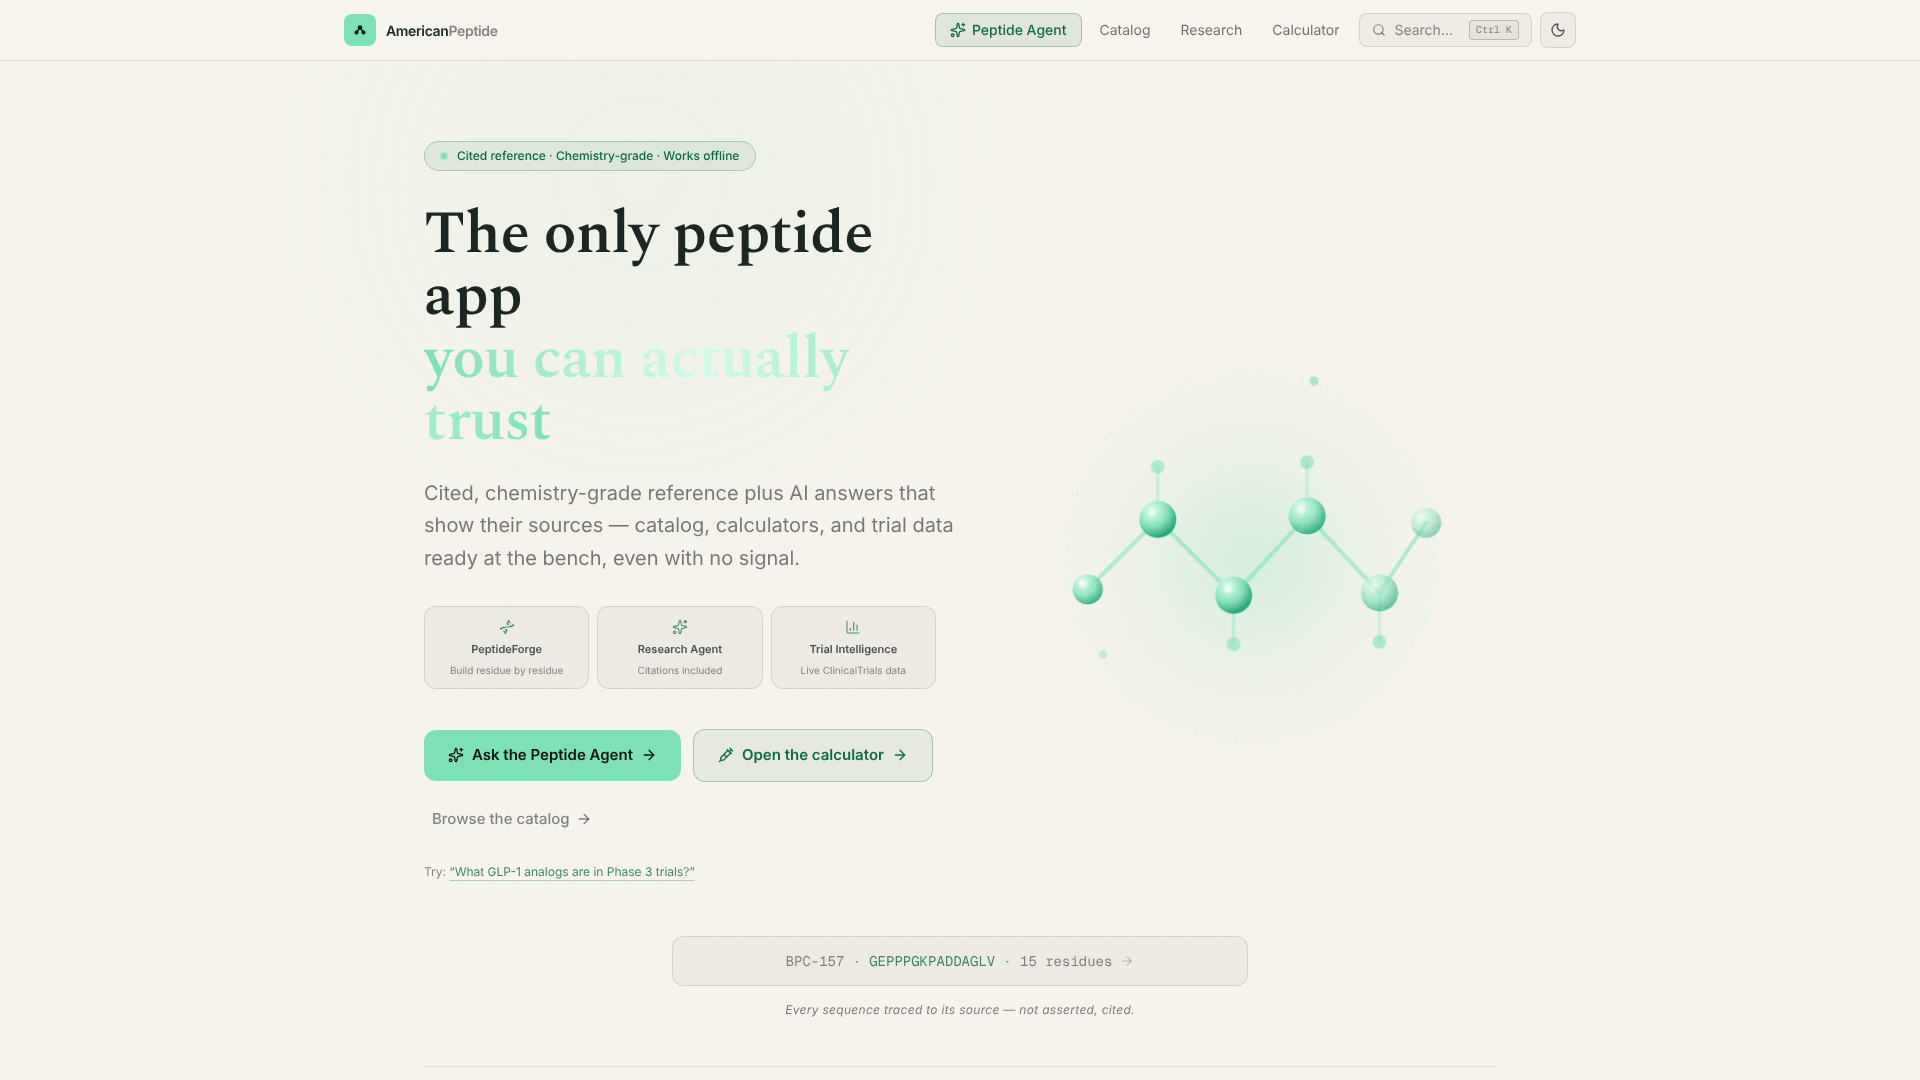 AmericanPeptide
Peptide Agent
Catalog
Research
Calculator
Search...
Ctrl K
Cited reference · Chemistry-grade · Works offline
The only peptide
app
you can actually
trust
Cited, chemistry-grade reference plus AI answers that
show their sources — catalog, calculators, and trial data
ready at the bench, even with no signal.
PeptideForge
Build residue by residue
Research Agent
Citations included
Trial Intelligence
Live ClinicalTrials data
Ask the Peptide Agent →
Open the calculator →
Browse the catalog →
Try: “What GLP-1 analogs are in Phase 3 trials?”
BPC-157 · GEPPPGKPADDAGLV · 15 residues →
Every sequence traced to its source — not asserted, cited.